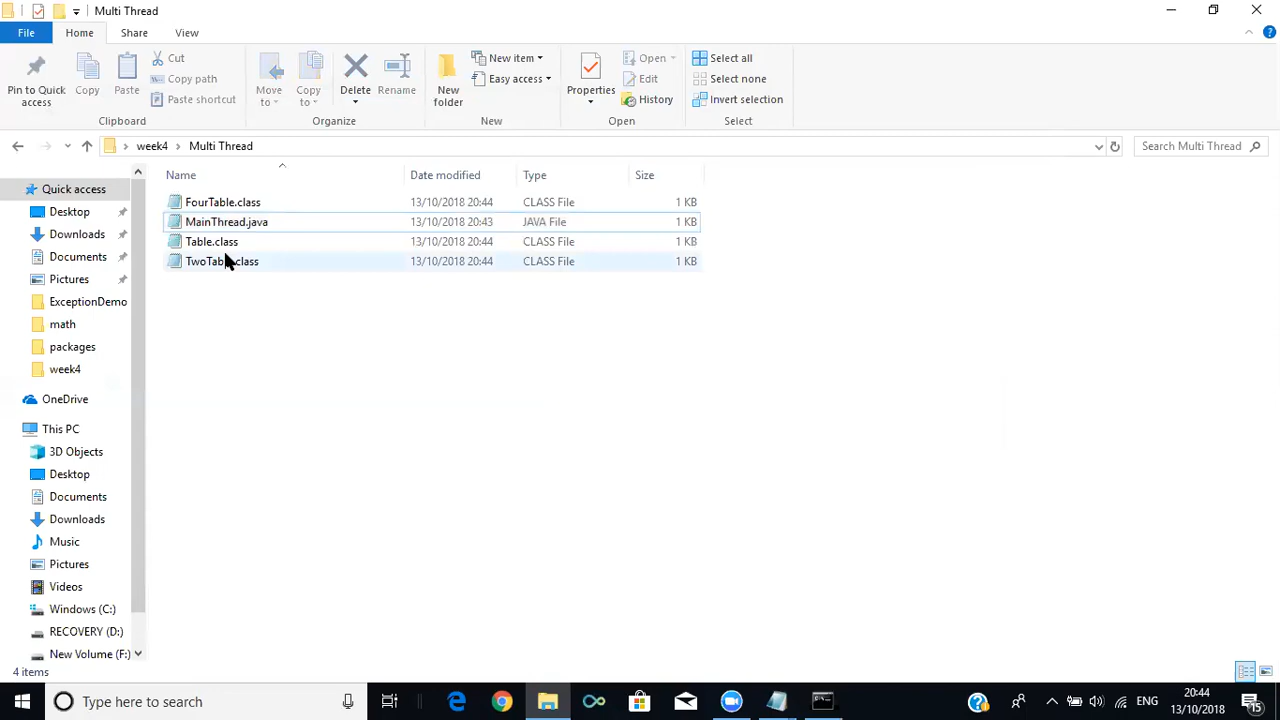 Multi Thread
File
Home
Share
View
Pin to Quick access
Copy
Paste
Cut
Copy path
Paste shortcut
Clipboard
Move to
Copy to
Delete
Rename
Organize
New folder
New item
Easy access
New
Properties
Open
Edit
History
Open
Select all
Select none
Invert selection
Select
week4 > Multi Thread
Search Multi Thread
Name Date modified Type Size
FourTable.class 13/10/2018 20:44 CLASS File 1 KB
MainThread.java 13/10/2018 20:43 JAVA File 1 KB
Table.class 13/10/2018 20:44 CLASS File 1 KB
TwoTable.class 13/10/2018 20:44 CLASS File 1 KB
Quick access
Desktop
Downloads
Documents
Pictures
ExceptionDemo
math
packages
week4
OneDrive
This PC
3D Objects
Desktop
Documents
Downloads
Music
Pictures
Videos
Windows (C:)
RECOVERY (D:)
New Volume (F:)
4 items
Type here to search
ENG
20:44
13/10/2018
15